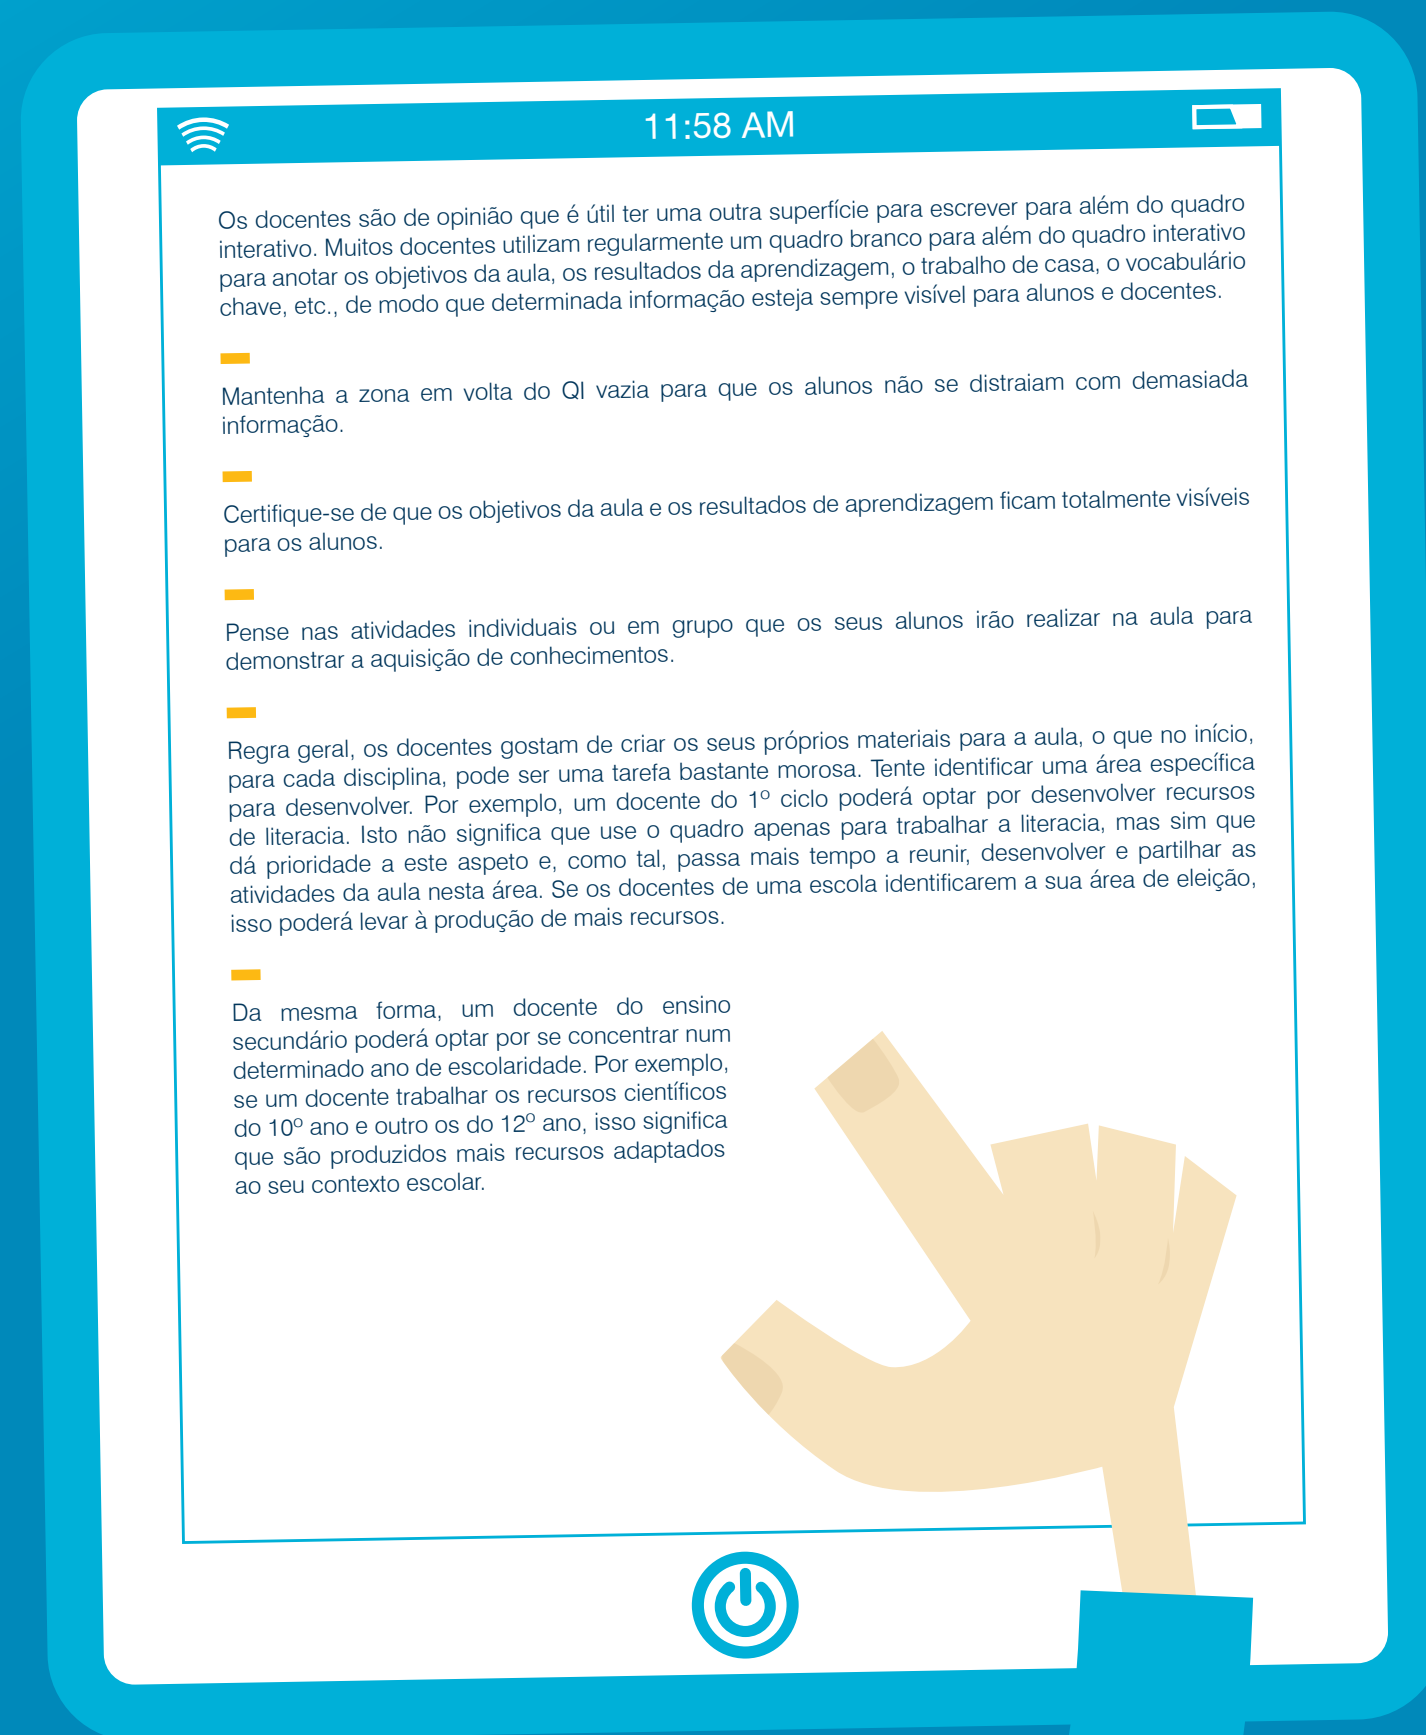 11:58 AM
Os docentes são de opinião que é útil ter uma outra superfície para escrever para além do quadro
interativo. Muitos docentes utilizam regularmente um quadro branco para além do quadro interativo
para anotar os objetivos da aula, os resultados da aprendizagem, o trabalho de casa, o vocabulário
chave, etc., de modo que determinada informação esteja sempre visível para alunos e docentes.
Mantenha a zona em volta do QI vazia para que os alunos não se distraiam com demasiada
informação.
Certifique-se de que os objetivos da aula e os resultados de aprendizagem ficam totalmente visíveis
para os alunos.
Pense nas atividades individuais ou em grupo que os seus alunos irão realizar na aula para
demonstrar a aquisição de conhecimentos.
Regra geral, os docentes gostam de criar os seus próprios materiais para a aula, o que no início,
para cada disciplina, pode ser uma tarefa bastante morosa. Tente identificar uma área específica
para desenvolver. Por exemplo, um docente do 1º ciclo poderá optar por desenvolver recursos
de literacia. Isto não significa que use o quadro apenas para trabalhar a literacia, mas sim que
dá prioridade a este aspeto e, como tal, passa mais tempo a reunir, desenvolver e partilhar as
atividades da aula nesta área. Se os docentes de uma escola identificarem a sua área de eleição,
isso poderá levar à produção de mais recursos.
Da mesma forma, um docente do ensino
secundário poderá optar por se concentrar num
determinado ano de escolaridade. Por exemplo,
se um docente trabalhar os recursos científicos
do 10º ano e outro os do 12º ano, isso significa
que são produzidos mais recursos adaptados
ao seu contexto escolar.